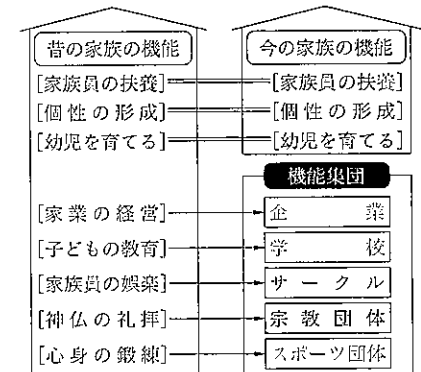 昔の家族の機能
今の家族の機能
[家族員の扶養]
[家族員の扶養]
[個性の形成]
[個性の形成]
[幼児を育てる]
[幼児を育てる]
機能集団
[家業の経営]
企業
[子どもの教育]
学校
[家族員の娯楽]
サークル
[神仏の礼拝]
宗教団体
[心身の鍛練]
スポーツ団体